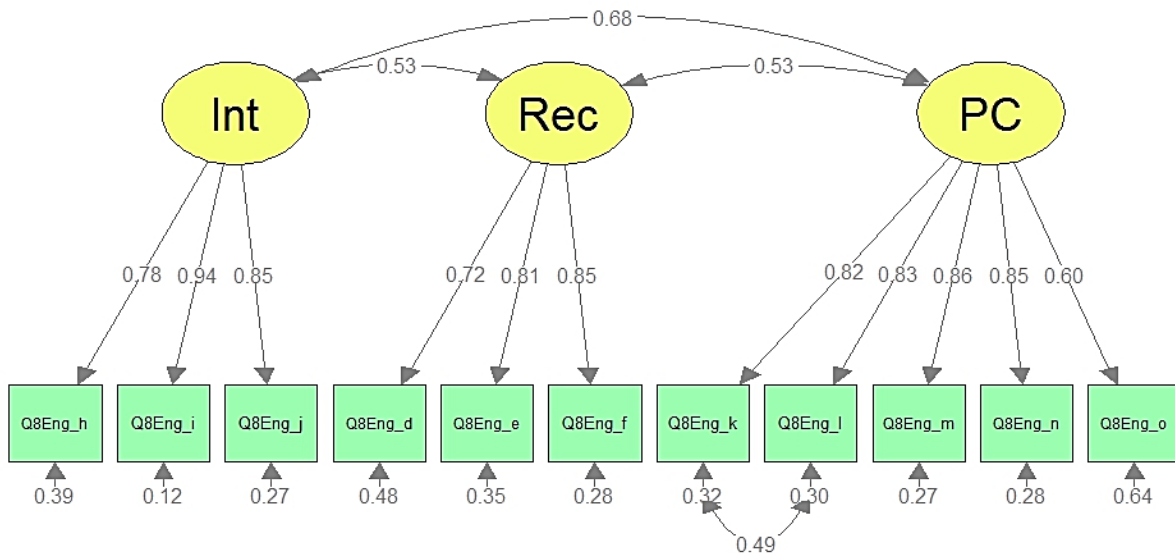 0.68
0.53 0.53
Int Rec PC
0.78 0.94 0.85 0.72 0.81 0.85 0.82 0.83 0.86 0.85 0.60
Q8Eng_h Q8Eng_i Q8Eng_j Q8Eng_d Q8Eng_e Q8Eng_f Q8Eng_k Q8Eng_l Q8Eng_m Q8Eng_n Q8Eng_o
0.39 0.12 0.27 0.48 0.35 0.28 0.32 0.30 0.27 0.28 0.64
0.49